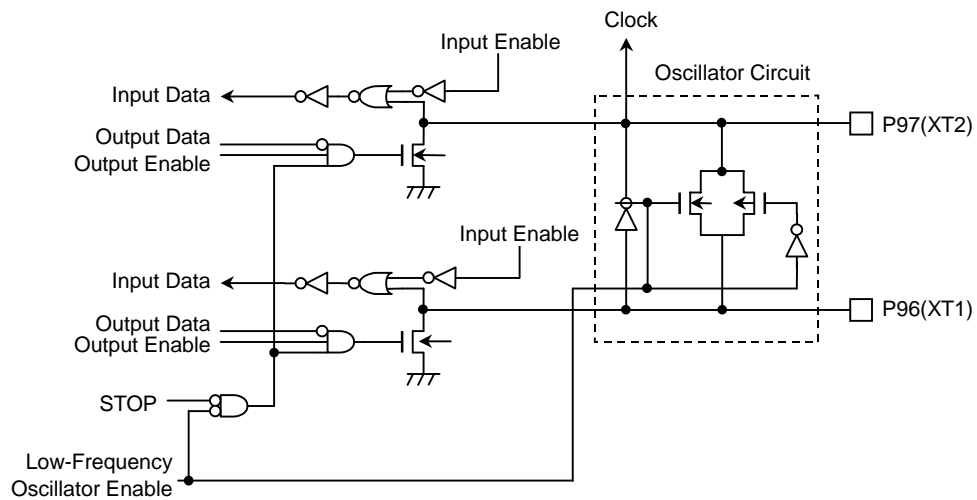 Clock
Input Enable
Oscillator Circuit
Input Data
P97(XT2)
Output Data
Output Enable
Input Enable
Input Data
P96(XT1)
Output Data
Output Enable
STOP
Low-Frequency
Oscillator Enable